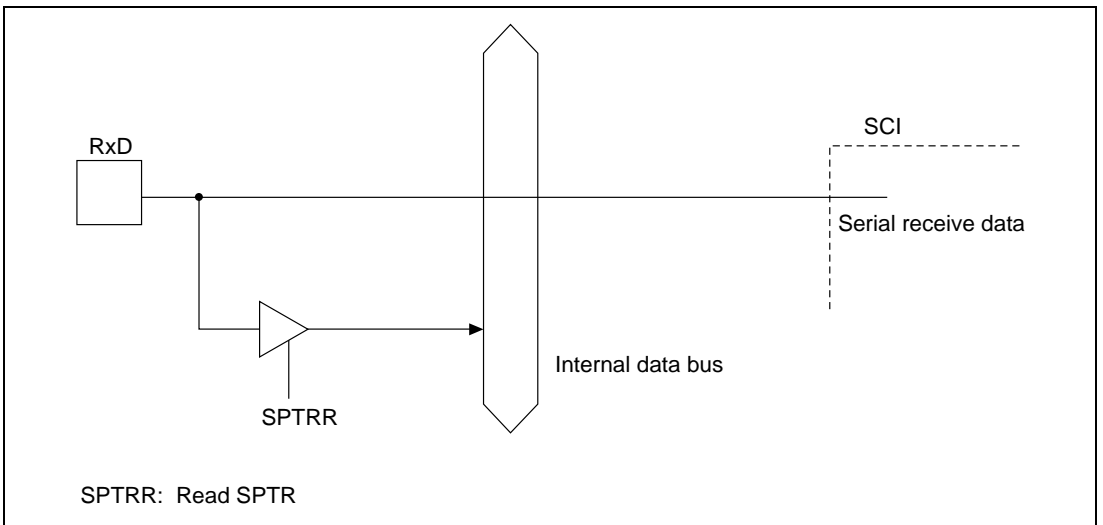 SCI
RxD
Serial receive data
Internal data bus
SPTRR
SPTRR: Read SPTR